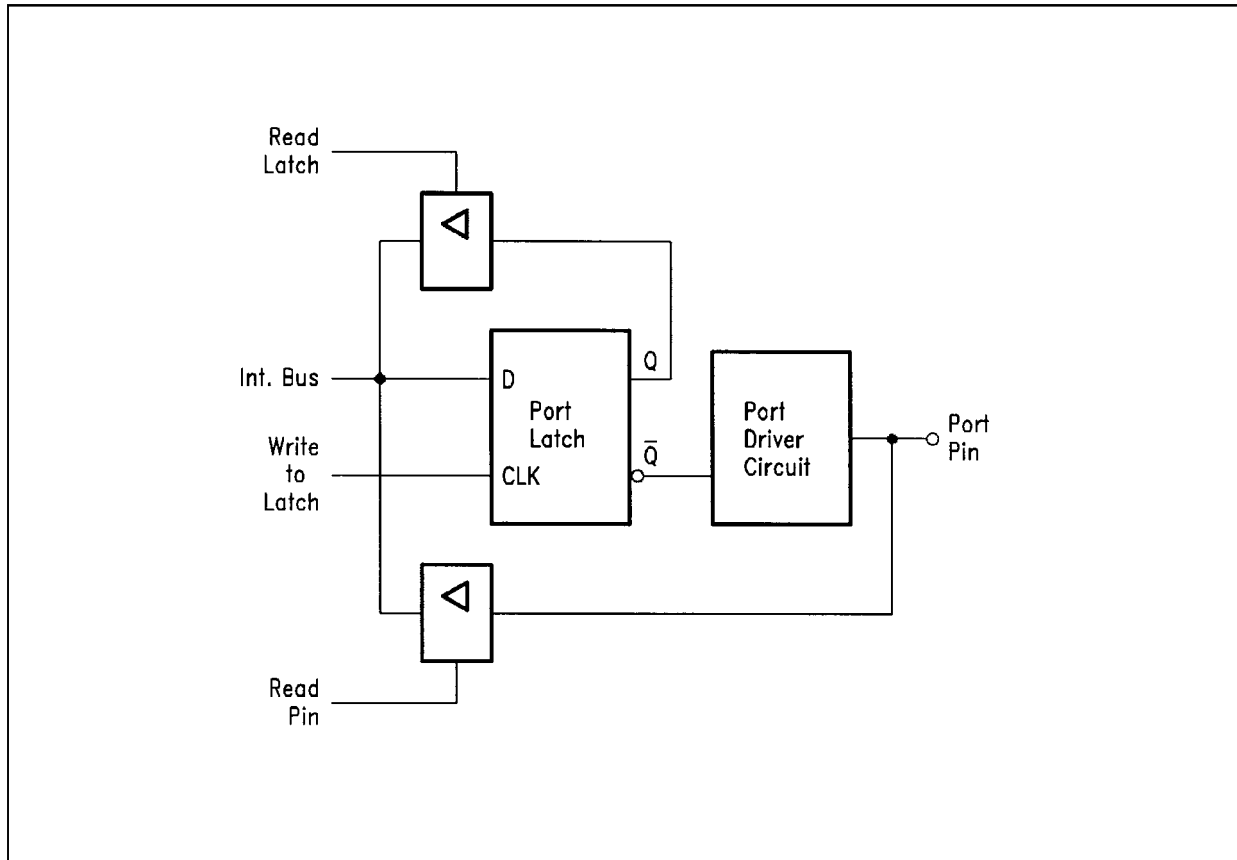 Read
Latch
Int. Bus
D
Port
Latch
Q
Q̅
Port
Driver
Circuit
Port
Pin
Write
to
Latch
CLK
Read
Pin